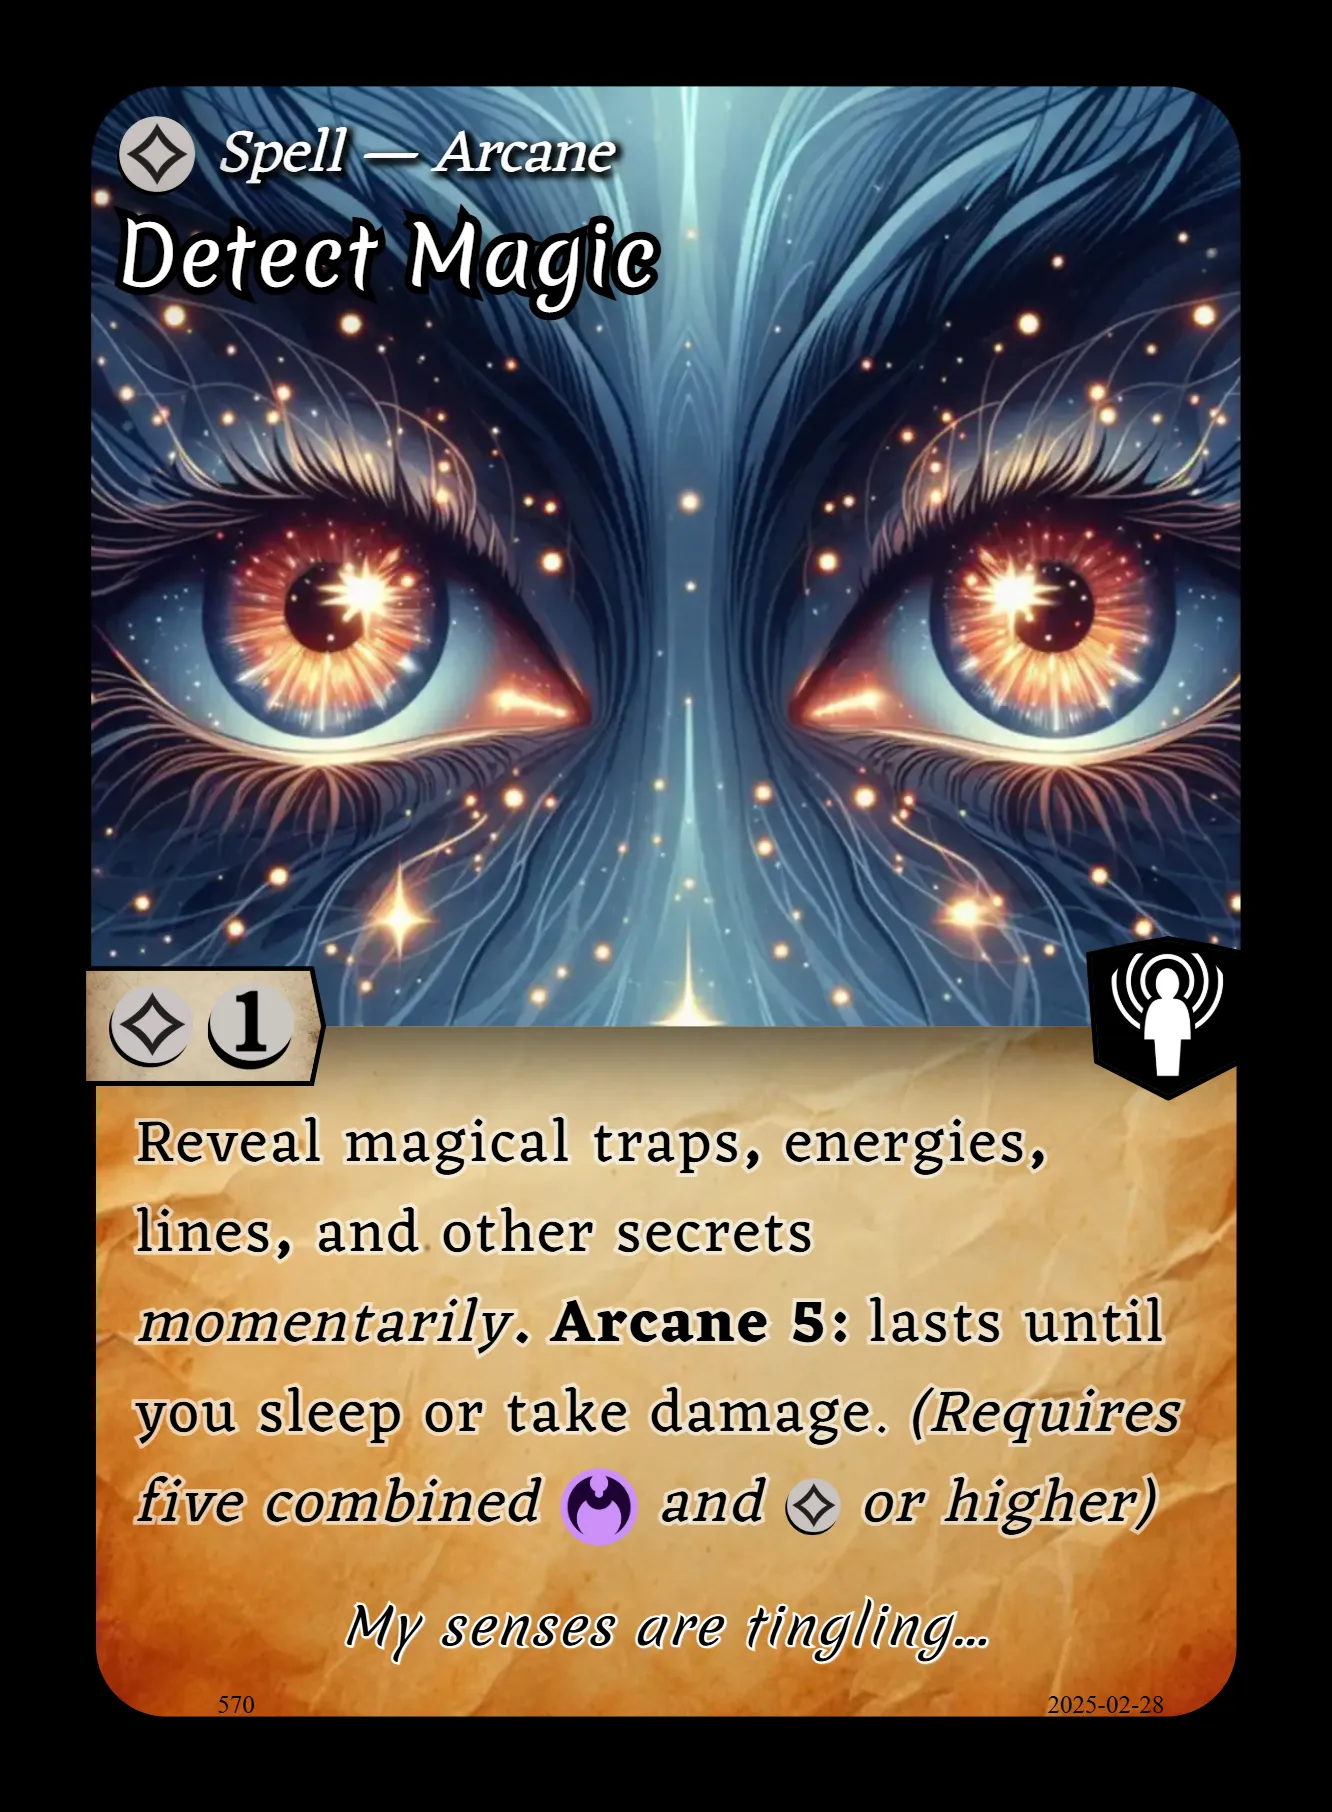 Spell — Arcane
Detect Magic
1
Reveal magical traps, energies,
lines, and other secrets
momentarily. Arcane 5: lasts until
you sleep or take damage. (Requires
five combined and or higher)
My senses are tingling...
570
2025-02-28